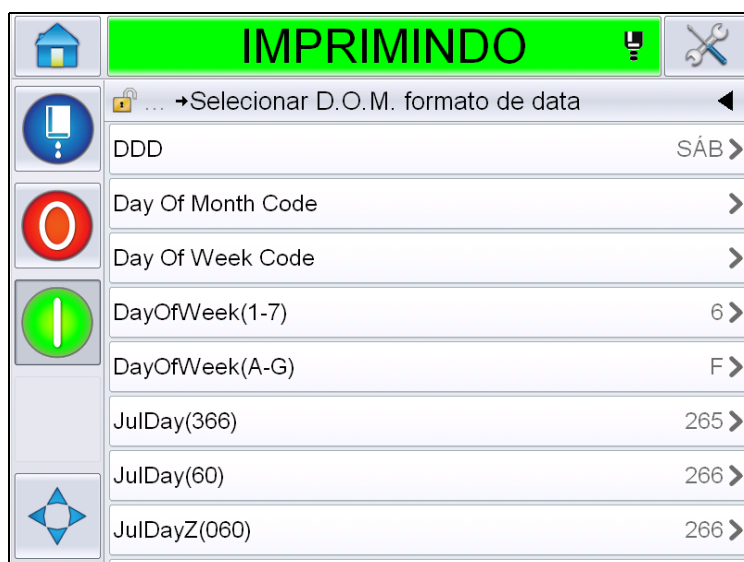 IMPRIMINDO
... →Selecionar D.O.M. formato de data
DDD SÁB
Day Of Month Code
Day Of Week Code
DayOfWeek(1-7) 6
DayOfWeek(A-G) F
JulDay(366) 265
JulDay(60) 266
JulDayZ(060) 266